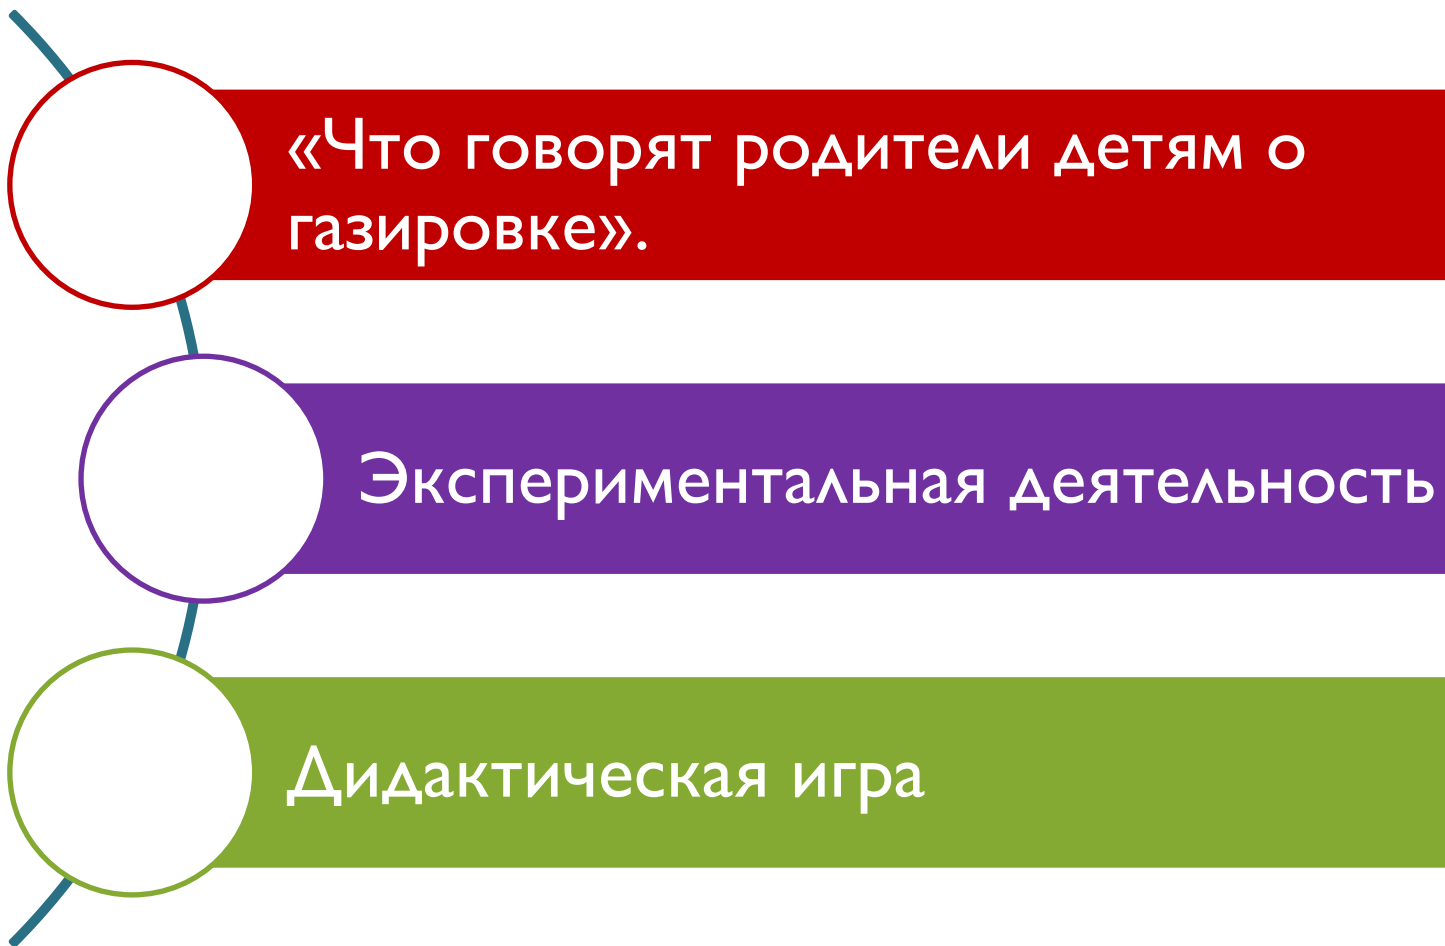 «Что говорят родители детям о
газировке».
Экспериментальная деятельность
Дидактическая игра